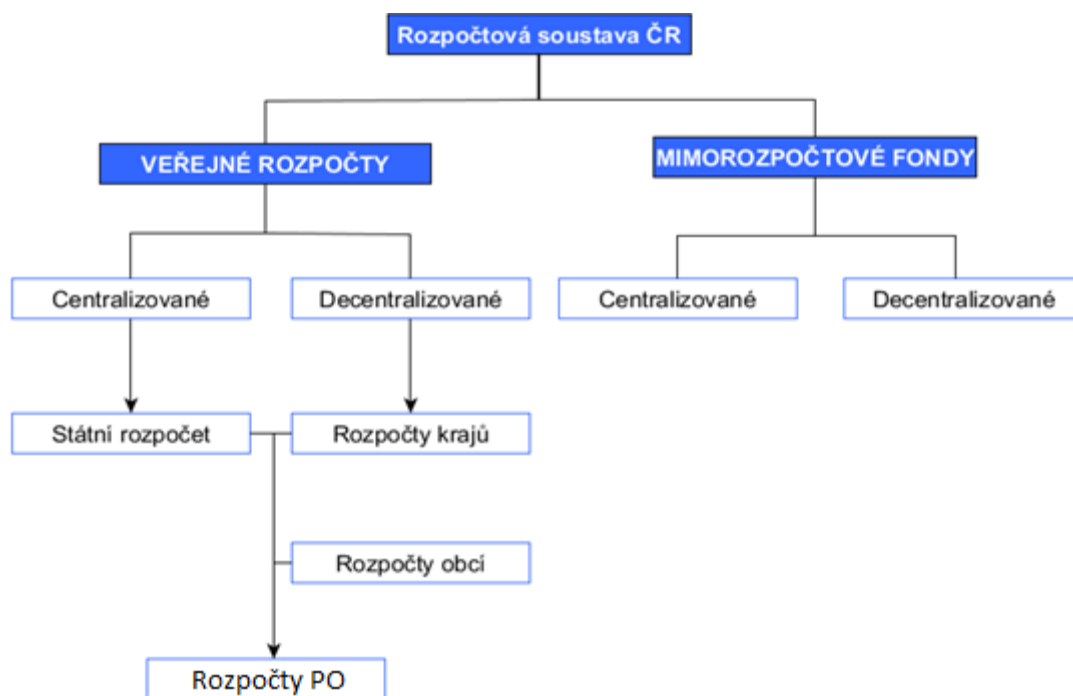 Rozpočtová soustava ČR
VEŘEJNÉ ROZPOČTY
MIMOROZPOČTOVÉ FONDY
Centralizované
Decentralizované
Centralizované
Decentralizované
Státní rozpočet
Rozpočty krajů
Rozpočty obcí
Rozpočty PO